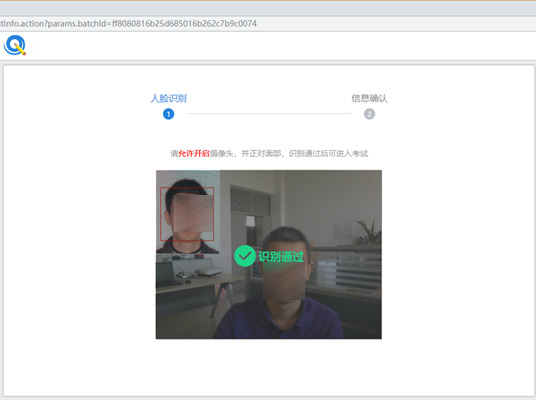 ntInfo.action?params.batchId=ff8080816b25d685016b262c7b9c0074
人脸识别
信息确认
1
2
请允许开启摄像头，并正对面部，识别通过后可进入考试
识别通过